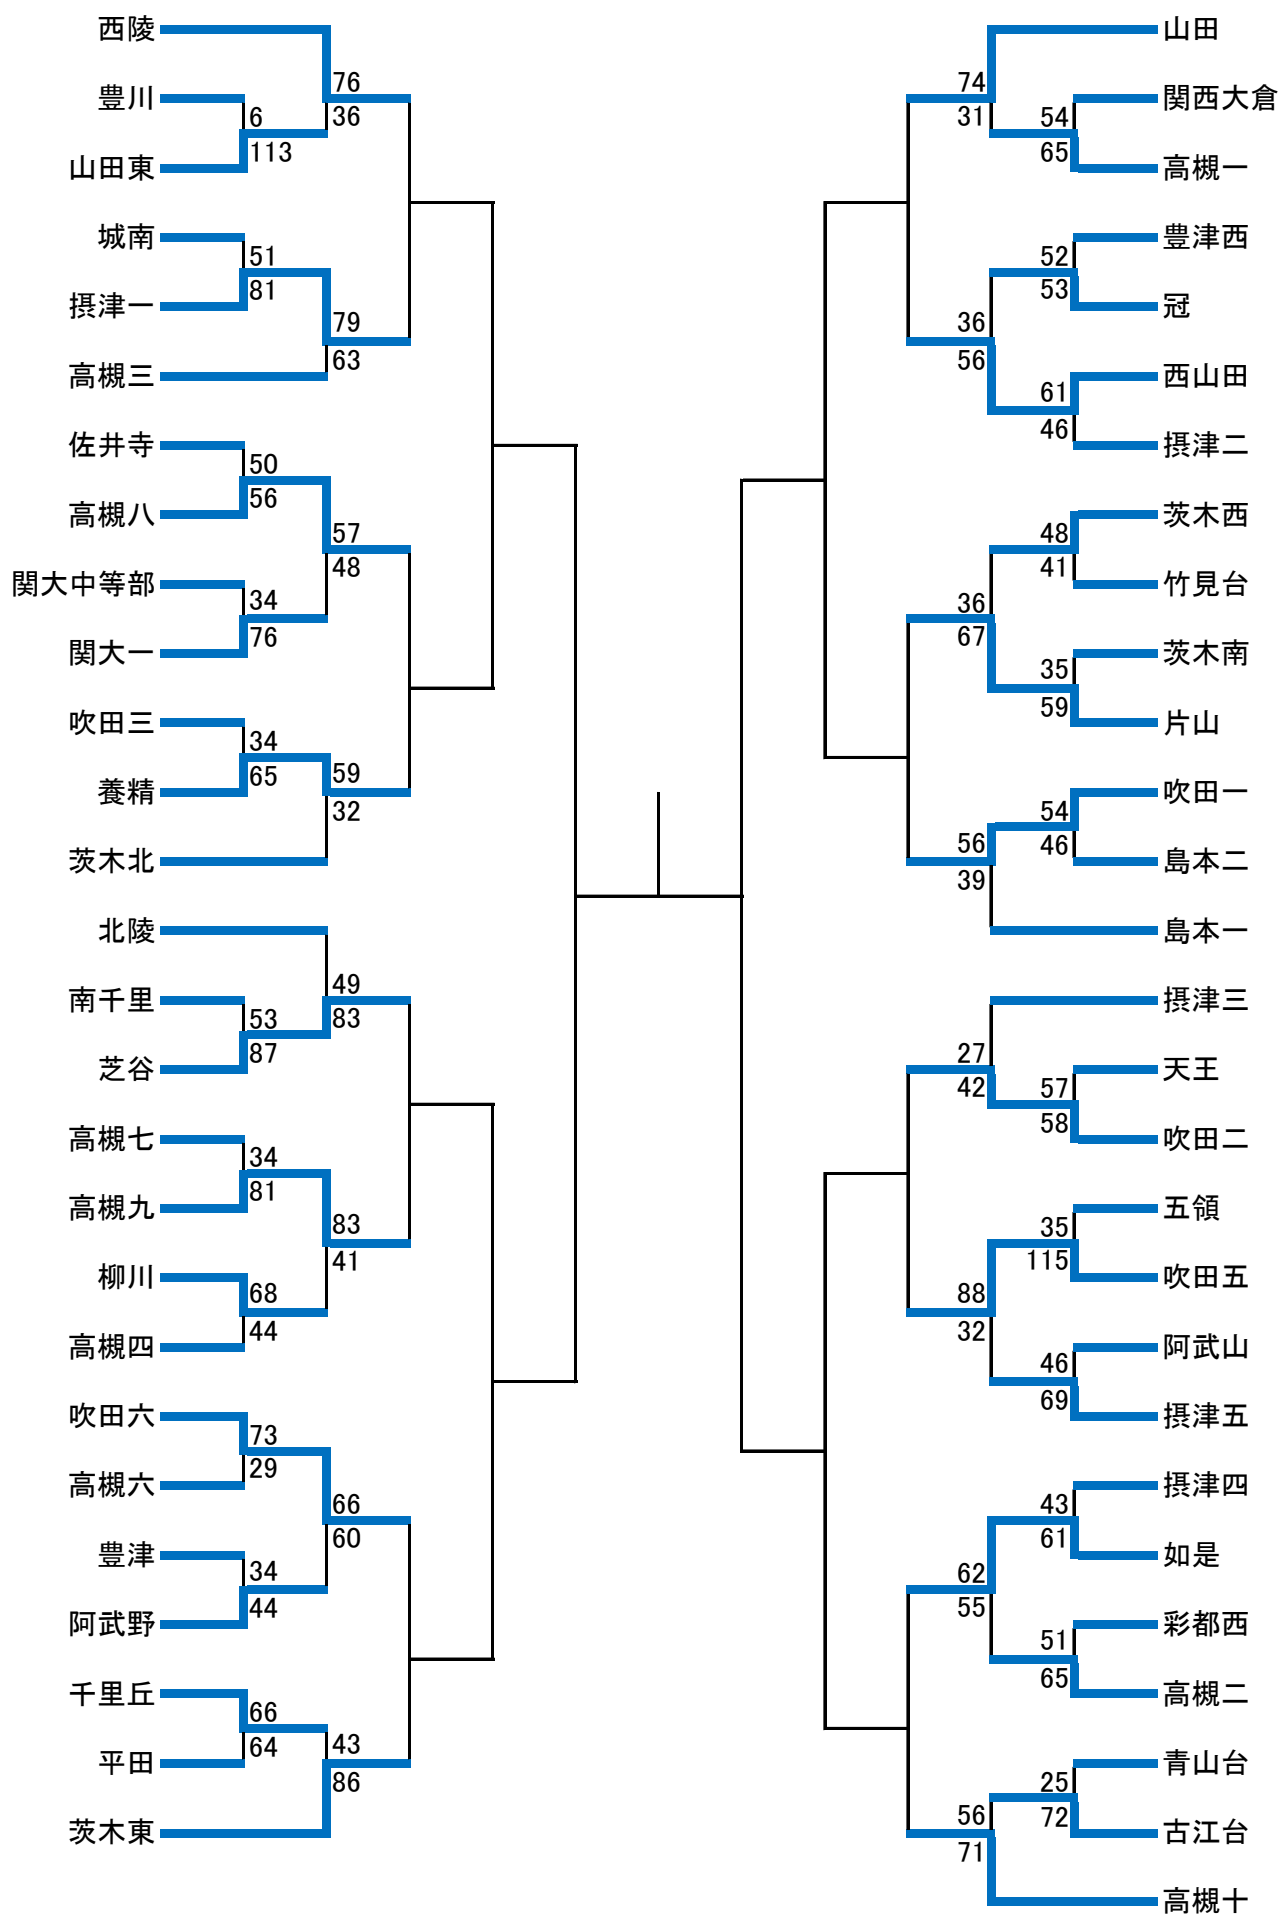 西陵
豊川
山田東
城南
摂津一
高槻三
佐井寺
高槻八
関大中等部
関大一
吹田三
養精
茨木北
北陵
南千里
芝谷
高槻七
高槻九
柳川
高槻四
吹田六
高槻六
豊津
阿武野
千里丘
平田
茨木東
6
113
51
81
50
56
34
76
34
65
53
87
34
81
68
44
73
29
34
44
66
64
76
36
79
63
57
48
59
32
49
83
83
41
66
60
43
86
74
31
36
56
36
67
56
39
27
42
88
32
62
55
56
71
54
65
52
53
61
46
48
41
35
59
54
46
57
58
35
115
46
69
43
61
51
65
25
72
山田
関西大倉
高槻一
豊津西
冠
西山田
摂津二
茨木西
竹見台
茨木南
片山
吹田一
島本二
島本一
摂津三
天王
吹田二
五領
吹田五
阿武山
摂津五
摂津四
如是
彩都西
高槻二
青山台
古江台
高槻十